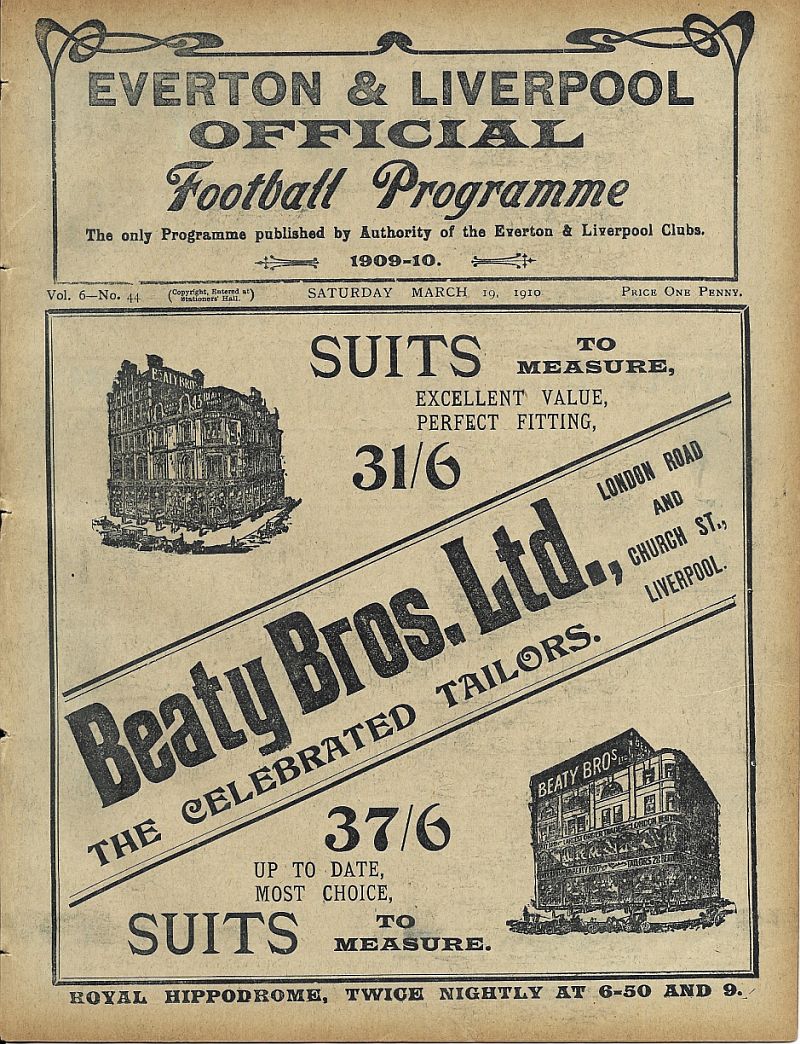 EVERTON & LIVERPOOL
OFFICIAL
Football Programme
The only Programme published by Authority of the Everton & Liverpool Clubs.
1909-10.
Vol. 6—No. 44 (Copyright, Entered at Stationers' Hall.) SATURDAY MARCH 19, 1910 PRICE ONE PENNY.
SUITS TO MEASURE,
EXCELLENT VALUE,
PERFECT FITTING,
31/6
BEATY BROS
Beaty Bros. Ltd.,
LONDON ROAD
AND
CHURCH ST.,
LIVERPOOL.
THE CELEBRATED TAILORS.
BEATY BROS
37/6
UP TO DATE,
MOST CHOICE,
SUITS TO MEASURE.
ROYAL HIPPODROME, TWICE NIGHTLY AT 6-50 AND 9.